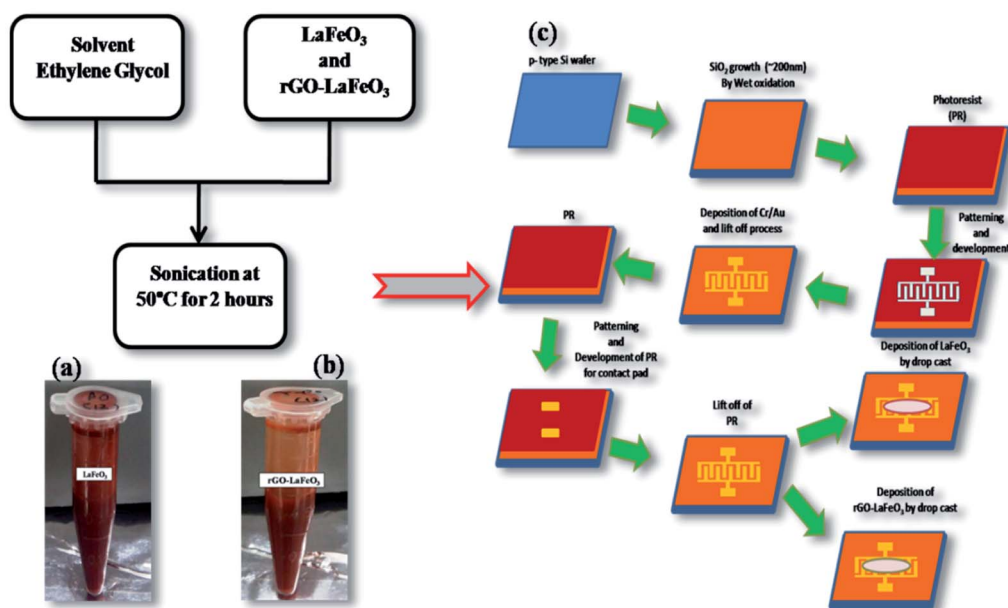 Solvent
Ethylene Glycol
LaFeO₃
and
rGO-LaFeO₃
Sonication at
50°C for 2 hours
(a)
LaFeO₃
(b)
rGO-LaFeO₃
(c)
p- type Si wafer
SiO₂ growth (~200nm)
By Wet oxidation
Photoresist
(PR)
Patterning
and
development
Deposition of Cr/Au
and lift off process
PR
Patterning
and
Development of PR
for contact pad
Lift off of
PR
Deposition of LaFeO₃
by drop cast
Deposition of
rGO-LaFeO₃ by drop cast